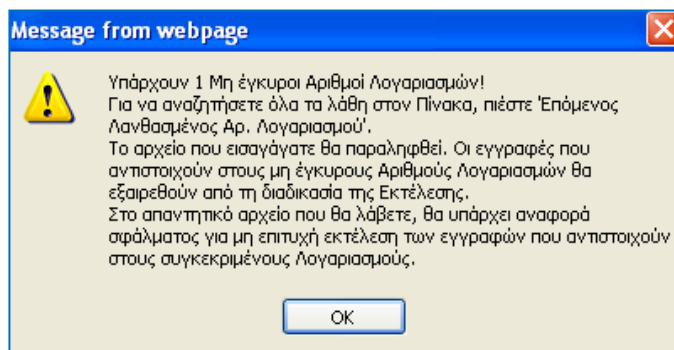 Message from webpage
Υπάρχουν 1 Μη έγκυροι Αριθμοί Λογαριασμών!
Για να αναζητήσετε όλα τα λάθη στον Πίνακα, πιέστε 'Επόμενος
Λανθασμένος Αρ. Λογαριασμού'.
Το αρχείο που εισαγάγατε θα παραληφθεί. Οι εγγραφές που
αντιστοιχούν στους μη έγκυρους Αριθμούς Λογαριασμών θα
εξαιρεθούν από τη διαδικασία της Εκτέλεσης.
Στο απαντητικό αρχείο που θα λάβετε, θα υπάρχει αναφορά
σφάλματος για μη επιτυχή εκτέλεση των εγγραφών που αντιστοιχούν
στους συγκεκριμένους Λογαριασμούς.
OK